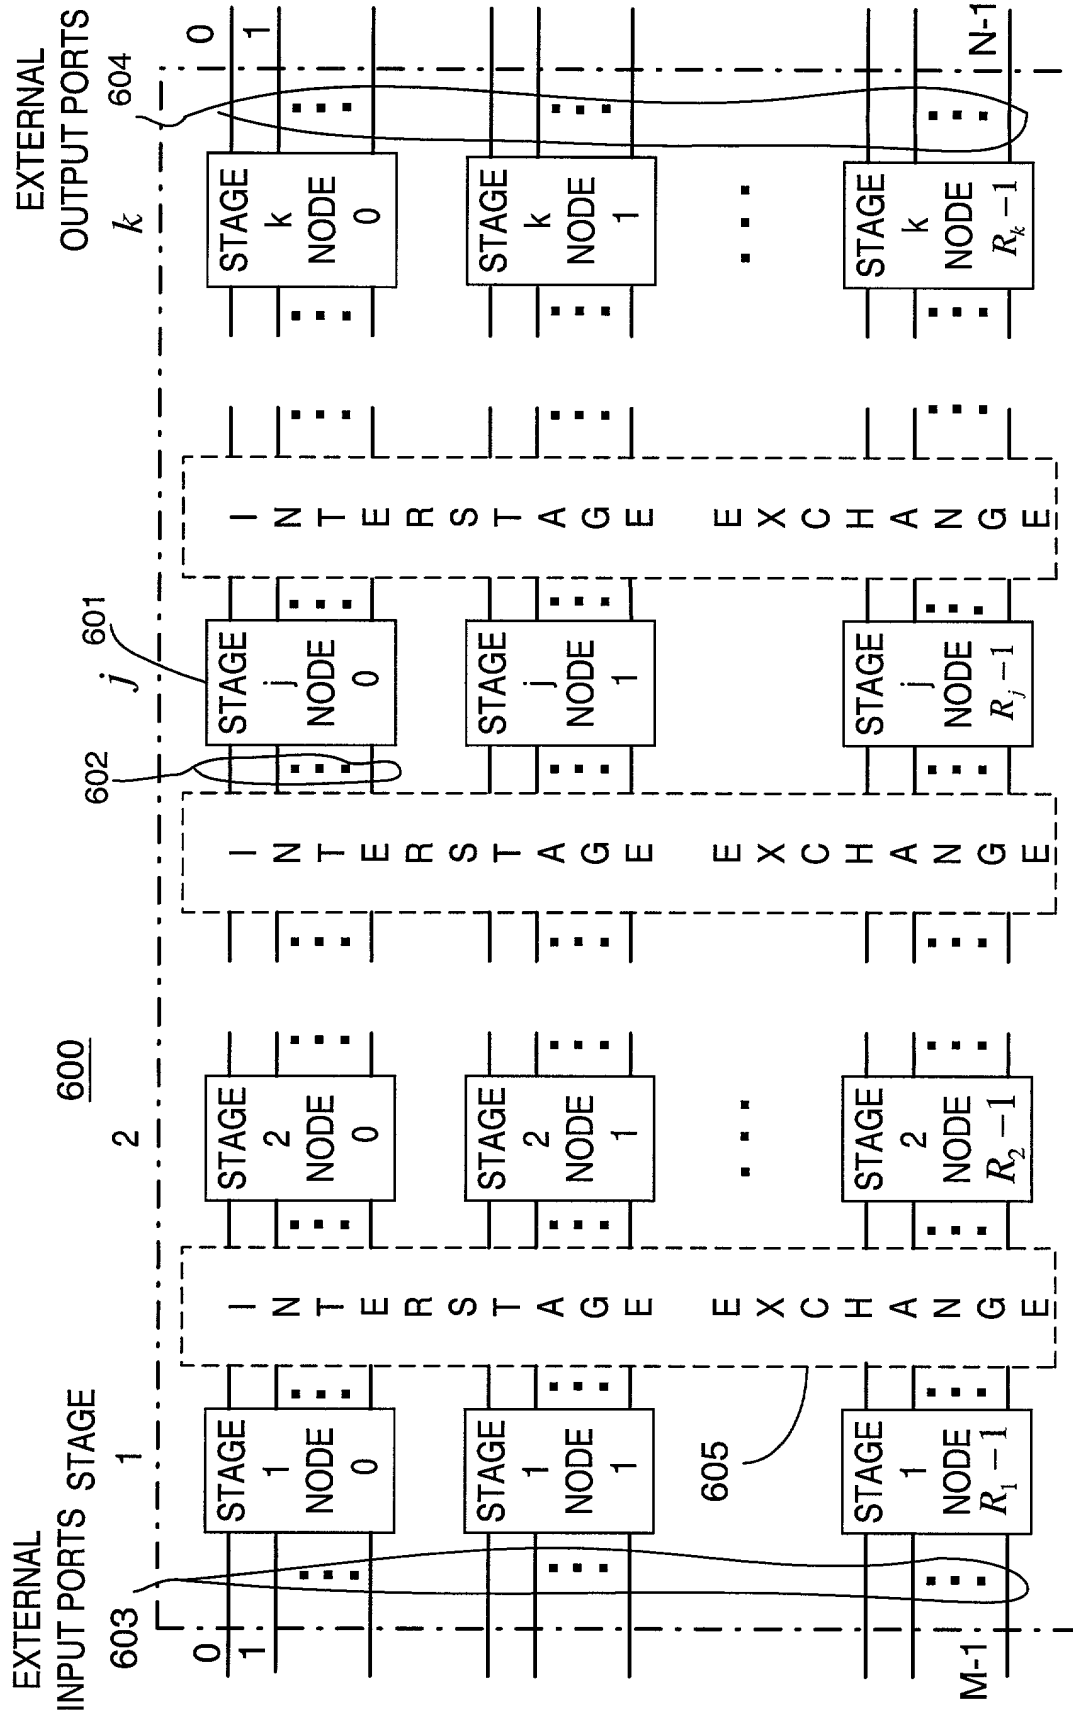 600
EXTERNAL
INPUT PORTS
STAGE
1
2
j
k
EXTERNAL
OUTPUT PORTS
603
602
601
604
0
1
M-1
STAGE
1
NODE
0
STAGE
1
NODE
1
STAGE
1
NODE
R₁ – 1
605
INTERSTAGE EXCHANGE
STAGE
2
NODE
0
STAGE
2
NODE
1
STAGE
2
NODE
R₂ – 1
INTERSTAGE EXCHANGE
STAGE
j
NODE
0
STAGE
j
NODE
1
STAGE
j
NODE
Rⱼ – 1
INTERSTAGE EXCHANGE
STAGE
k
NODE
0
STAGE
k
NODE
1
STAGE
k
NODE
Rₖ – 1
0
1
N-1